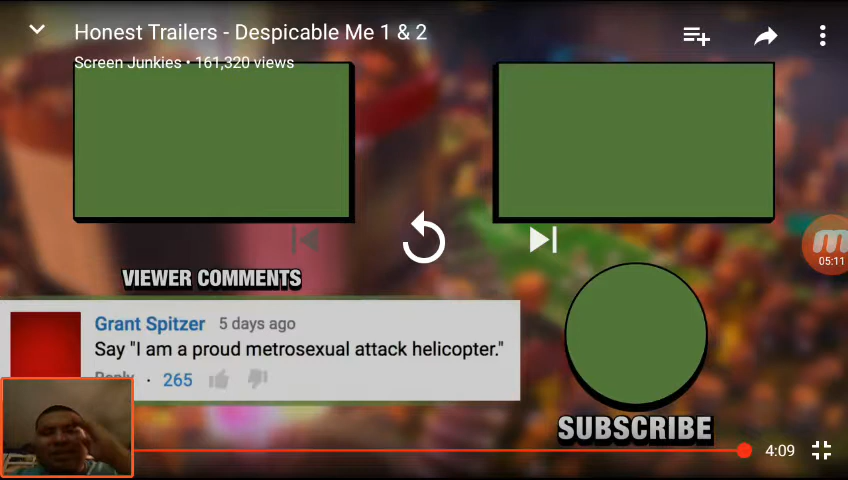 Honest Trailers - Despicable Me 1 & 2
Screen Junkies • 161,320 views
05:11
VIEWER COMMENTS
Grant Spitzer 5 days ago
Say "I am a proud metrosexual attack helicopter."
Reply · 265
SUBSCRIBE
4:09